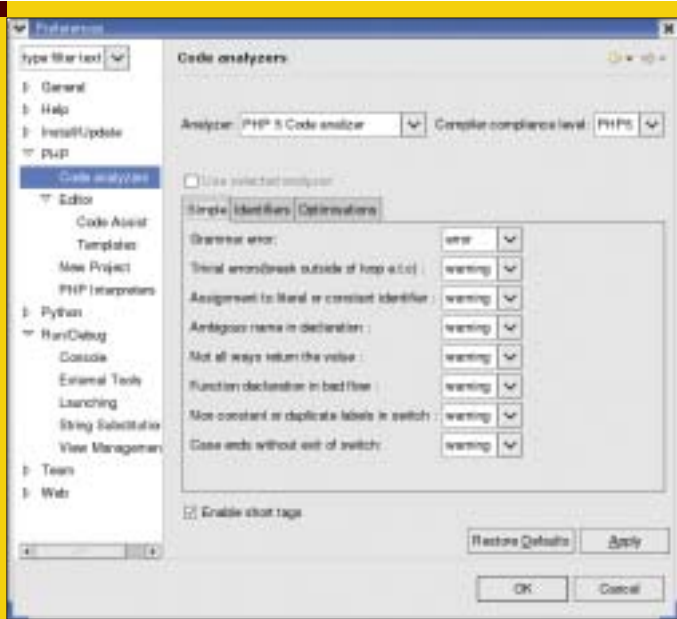 Preferences
type filter text
General
Help
Install/Update
PHP
Code analyzers
Editor
Code Assist
Templates
New Project
PHP Interpreters
Python
Run/Debug
Console
External Tools
Launching
String Substitutio
View Managemen
Team
Web
Code analyzers
Analyzer: PHP 5 Code analizer Compiler compliance level: PHP5
Use selected analyzer
Simple Identifiers Optimisations
Grammar error: error
Trivial errors(break outside of loop e.t.c) : warning
Assignment to literal or constant identifier : warning
Ambigious name in declaration : warning
Not all ways return the value : warning
Function declaration in bad flow : warning
Non constant or duplicate labels in switch : warning
Case ends without exit of switch: warning
Enable short tags
Restore Defaults Apply
OK Cancel